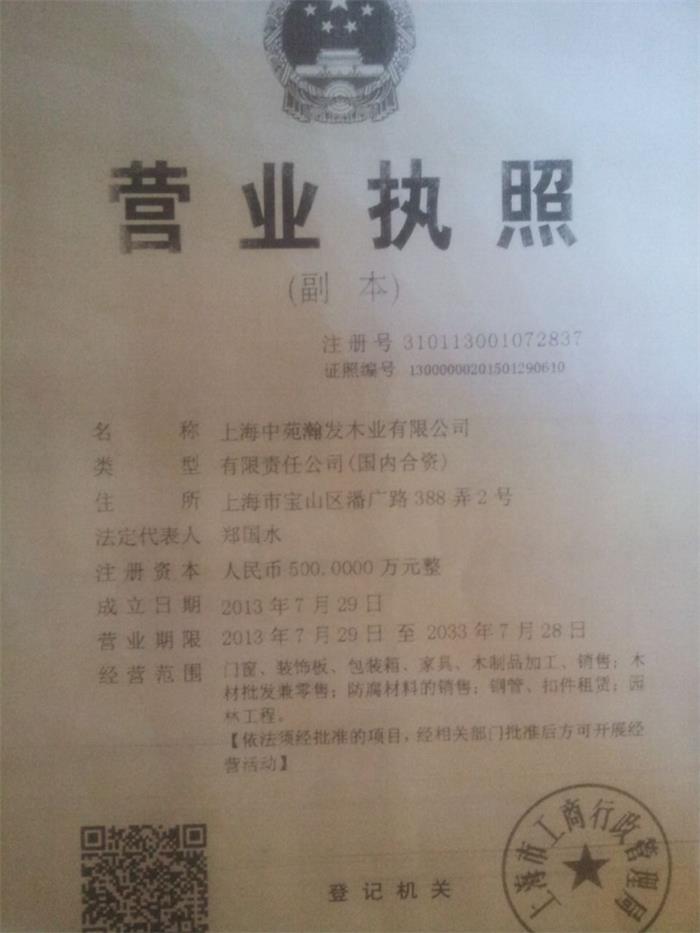 营业执照
(副 本)
注册号 310113001072837
证照编号 13000000201501290610
名 称 上海中苑瀚发木业有限公司
类 型 有限责任公司(国内合资)
住 所 上海市宝山区潘广路388弄2号
法定代表人 郑国水
注册资本 人民币500.0000万元整
成立日期 2013年7月29日
营业期限 2013年7月29日 至 2033年7月28日
经营范围 门窗、装饰板、包装箱、家具、木制品加工、销售；木
材批发兼零售；防腐材料的销售；钢管、扣件租赁；园
林工程。
【依法须经批准的项目,经相关部门批准后方可开展经
营活动】
登记机关
上海市工商行政管理局